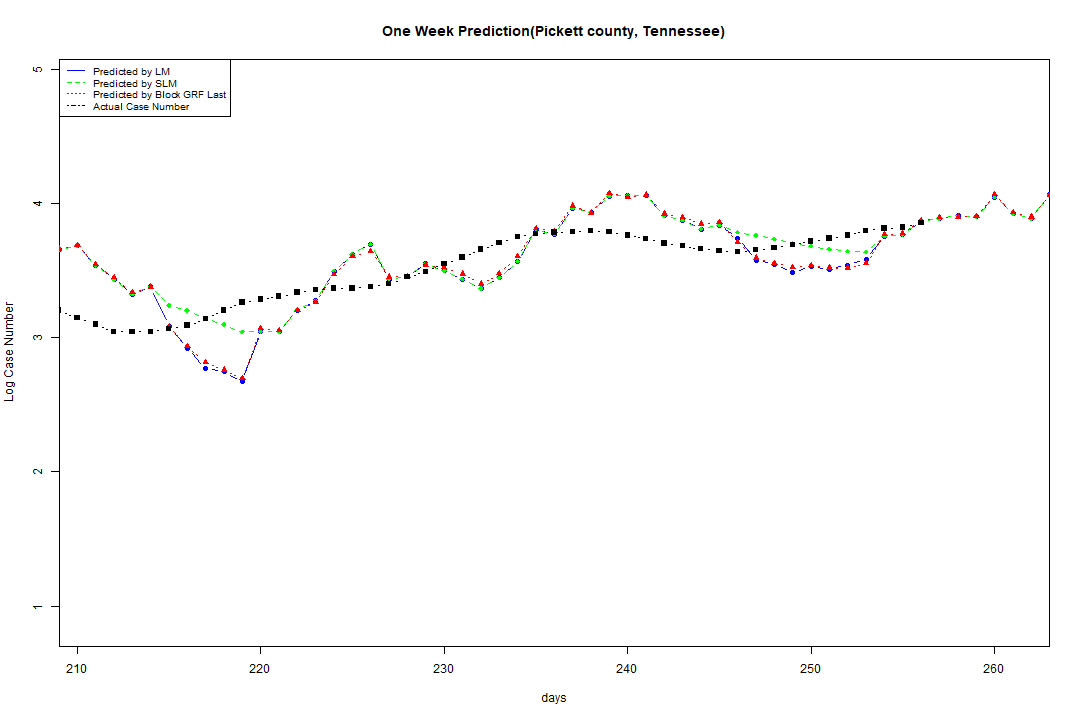 One Week Prediction(Pickett county, Tennessee)
Predicted by LM
Predicted by SLM
Predicted by Block GRF Last
Actual Case Number
5
4
3
2
1
Log Case Number
210 220 230 240 250 260
days